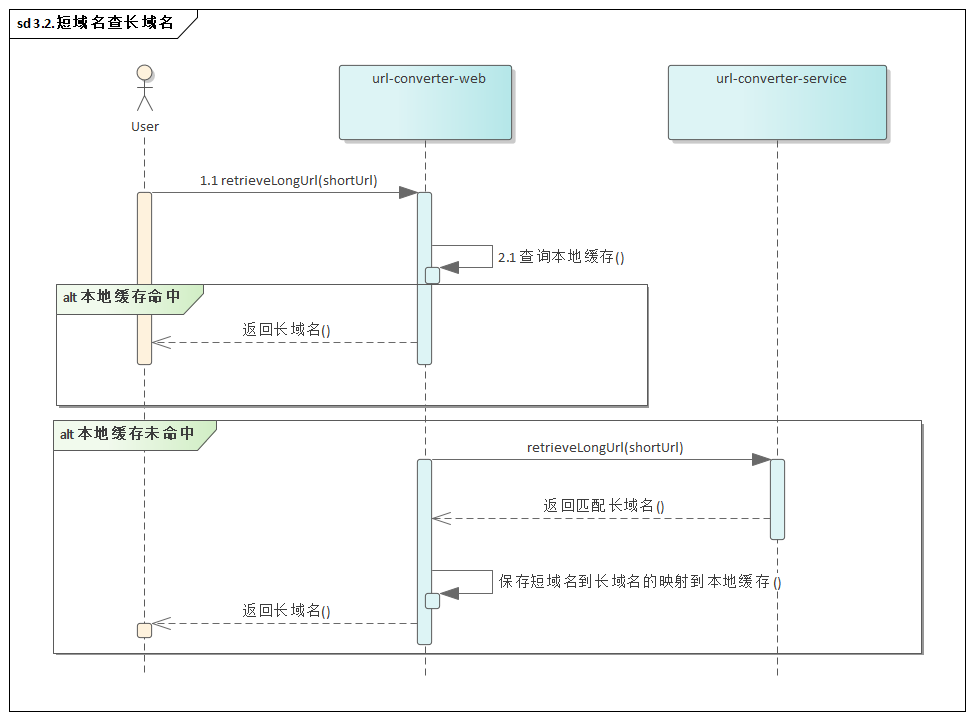 sd 3.2.短域名查长域名
User
url-converter-web
url-converter-service
1.1 retrieveLongUrl(shortUrl)
2.1 查询本地缓存()
alt 本地缓存命中
返回长域名()
alt 本地缓存未命中
retrieveLongUrl(shortUrl)
返回匹配长域名()
保存短域名到长域名的映射到本地缓存()
返回长域名()